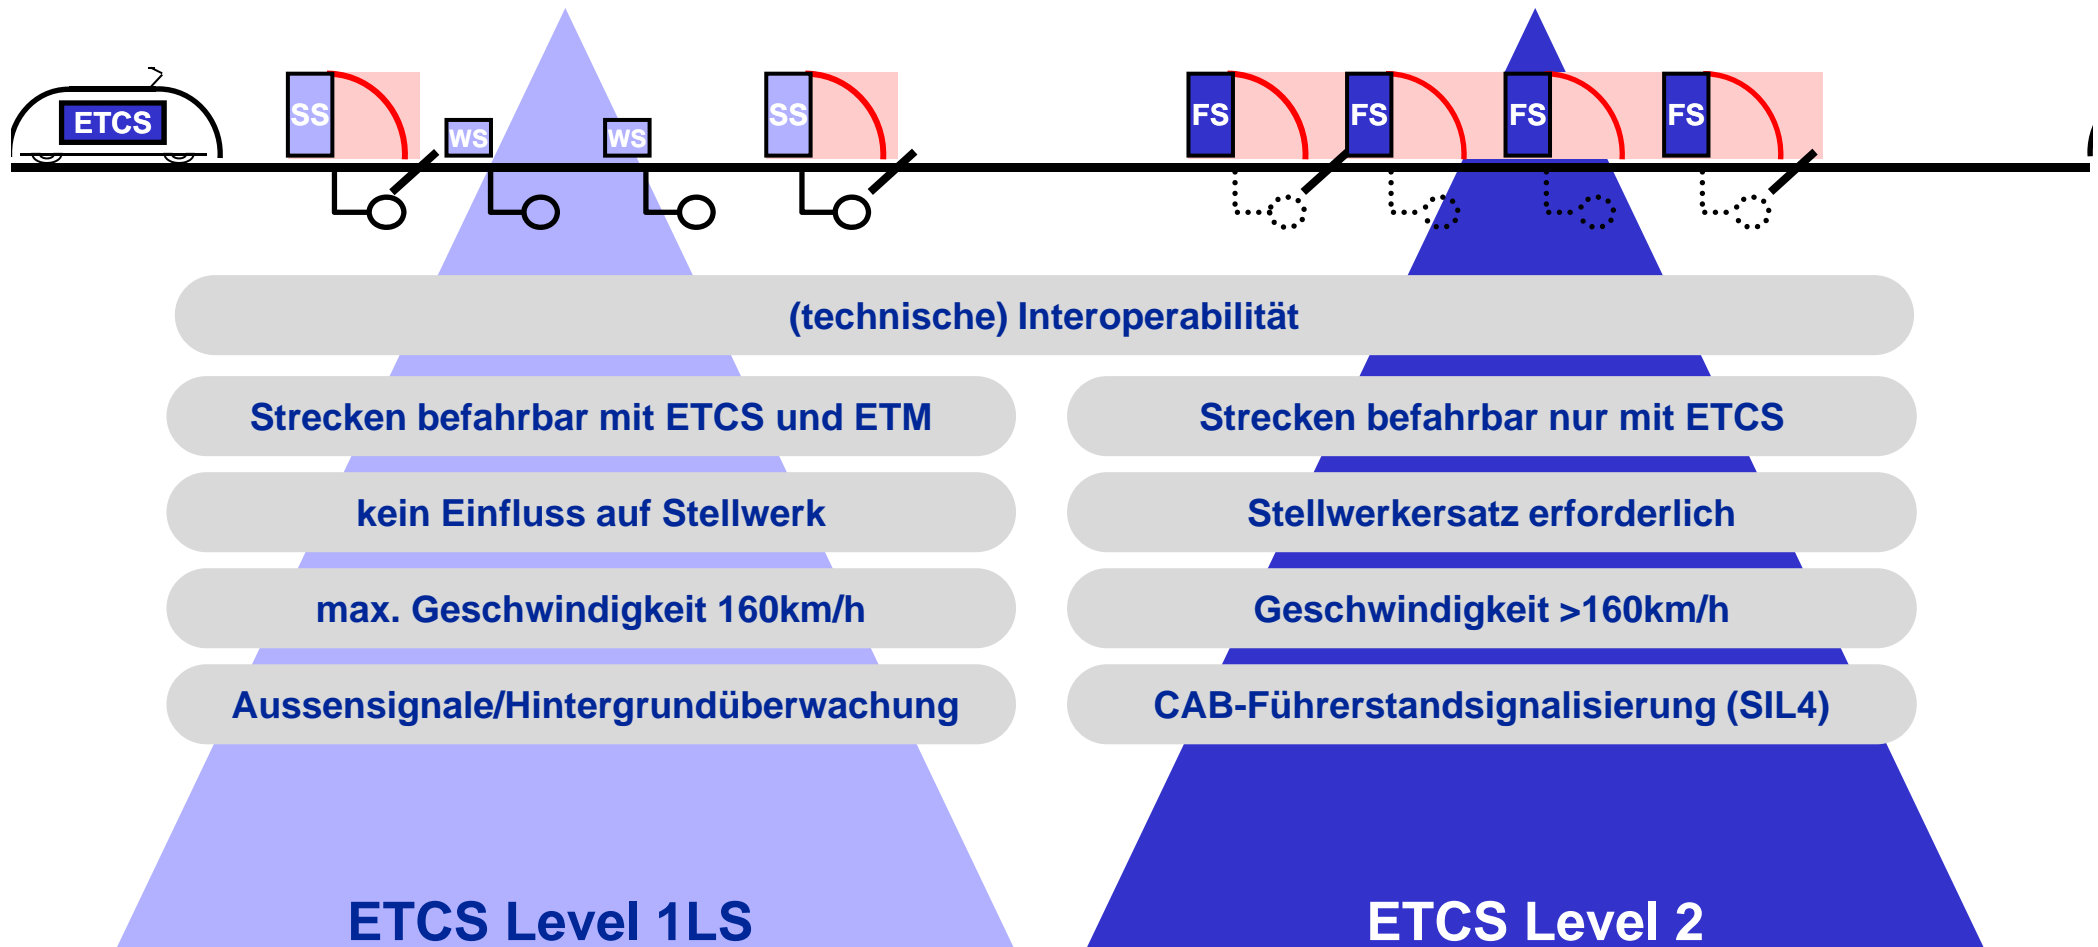 ETCS
SS
WS
WS
SS
FS
FS
FS
FS
(technische) Interoperabilität
Strecken befahrbar mit ETCS und ETM
Strecken befahrbar nur mit ETCS
kein Einfluss auf Stellwerk
Stellwerkersatz erforderlich
max. Geschwindigkeit 160km/h
Geschwindigkeit >160km/h
Aussensignale/Hintergrundüberwachung
CAB-Führerstandsignalisierung (SIL4)
ETCS Level 1LS
ETCS Level 2